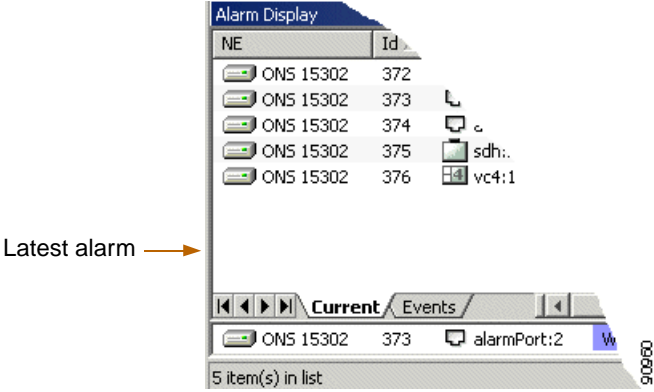 Alarm Display
NE Id
ONS 15302 372
ONS 15302 373
ONS 15302 374
ONS 15302 375 sdh:
ONS 15302 376 4 vc4:1
Latest alarm
Current Events
ONS 15302 373 alarmPort:2 W
5 item(s) in list
90960